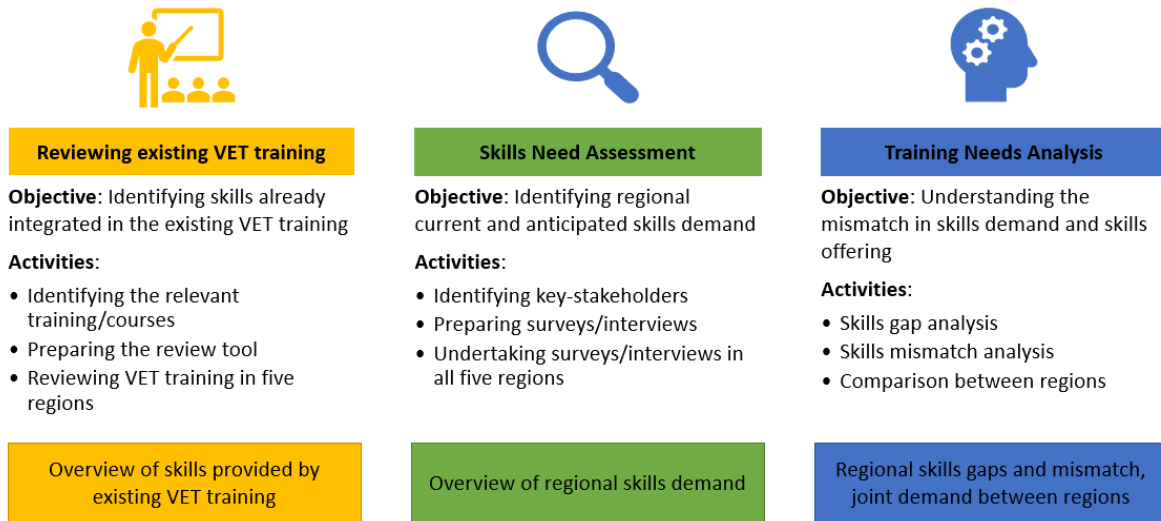 Reviewing existing VET training
Objective: Identifying skills already
integrated in the existing VET training
Activities:
• Identifying the relevant
training/courses
• Preparing the review tool
• Reviewing VET training in five
regions
Overview of skills provided by
existing VET training
Skills Need Assessment
Objective: Identifying regional
current and anticipated skills demand
Activities:
• Identifying key-stakeholders
• Preparing surveys/interviews
• Undertaking surveys/interviews in
all five regions
Overview of regional skills demand
Training Needs Analysis
Objective: Understanding the
mismatch in skills demand and skills
offering
Activities:
• Skills gap analysis
• Skills mismatch analysis
• Comparison between regions
Regional skills gaps and mismatch,
joint demand between regions